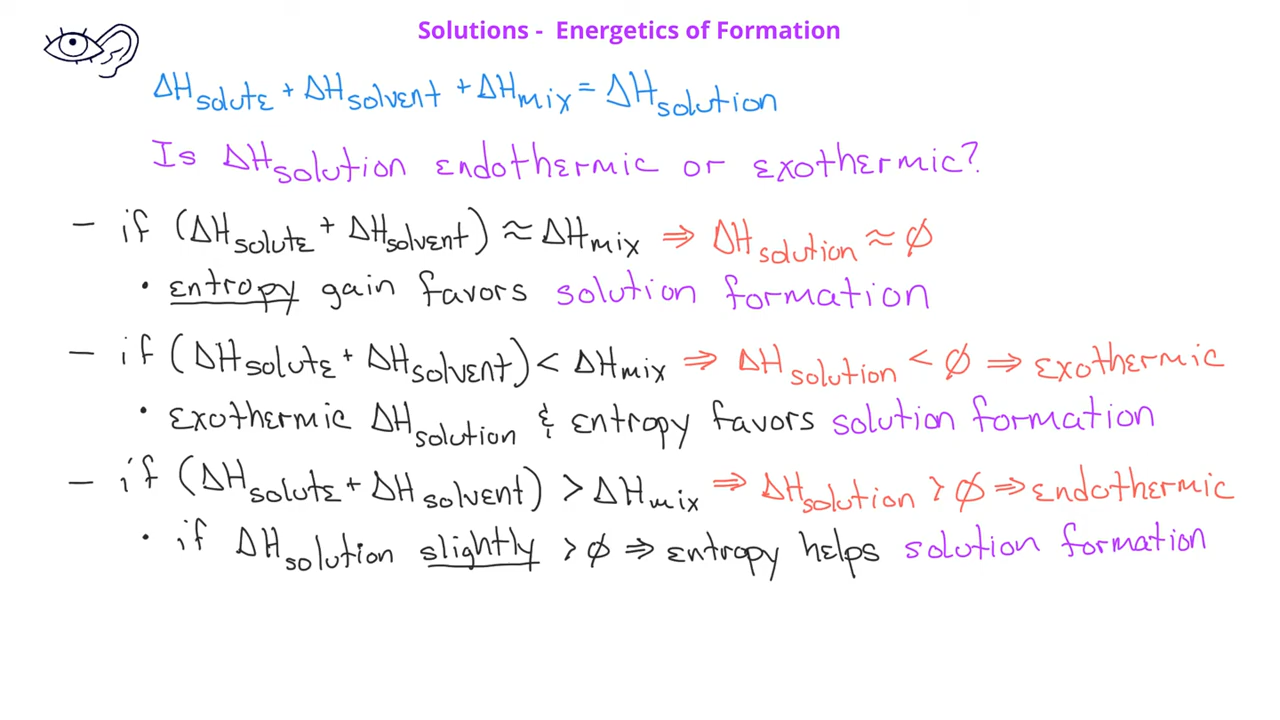 Solutions - Energetics of Formation
ΔHsolute + ΔHsolvent + ΔHmix = ΔHsolution
Is ΔHsolution endothermic or exothermic?
– if (ΔHsolute + ΔHsolvent) ≈ ΔHmix ⇒ ΔHsolution ≈ ∅
· entropy gain favors solution formation
– if (ΔHsolute + ΔHsolvent) < ΔHmix ⇒ ΔHsolution < ∅ ⇒ exothermic
· exothermic ΔHsolution & entropy favors solution formation
– if (ΔHsolute + ΔHsolvent) > ΔHmix ⇒ ΔHsolution > ∅ ⇒ endothermic
· if ΔHsolution slightly > ∅ ⇒ entropy helps solution formation